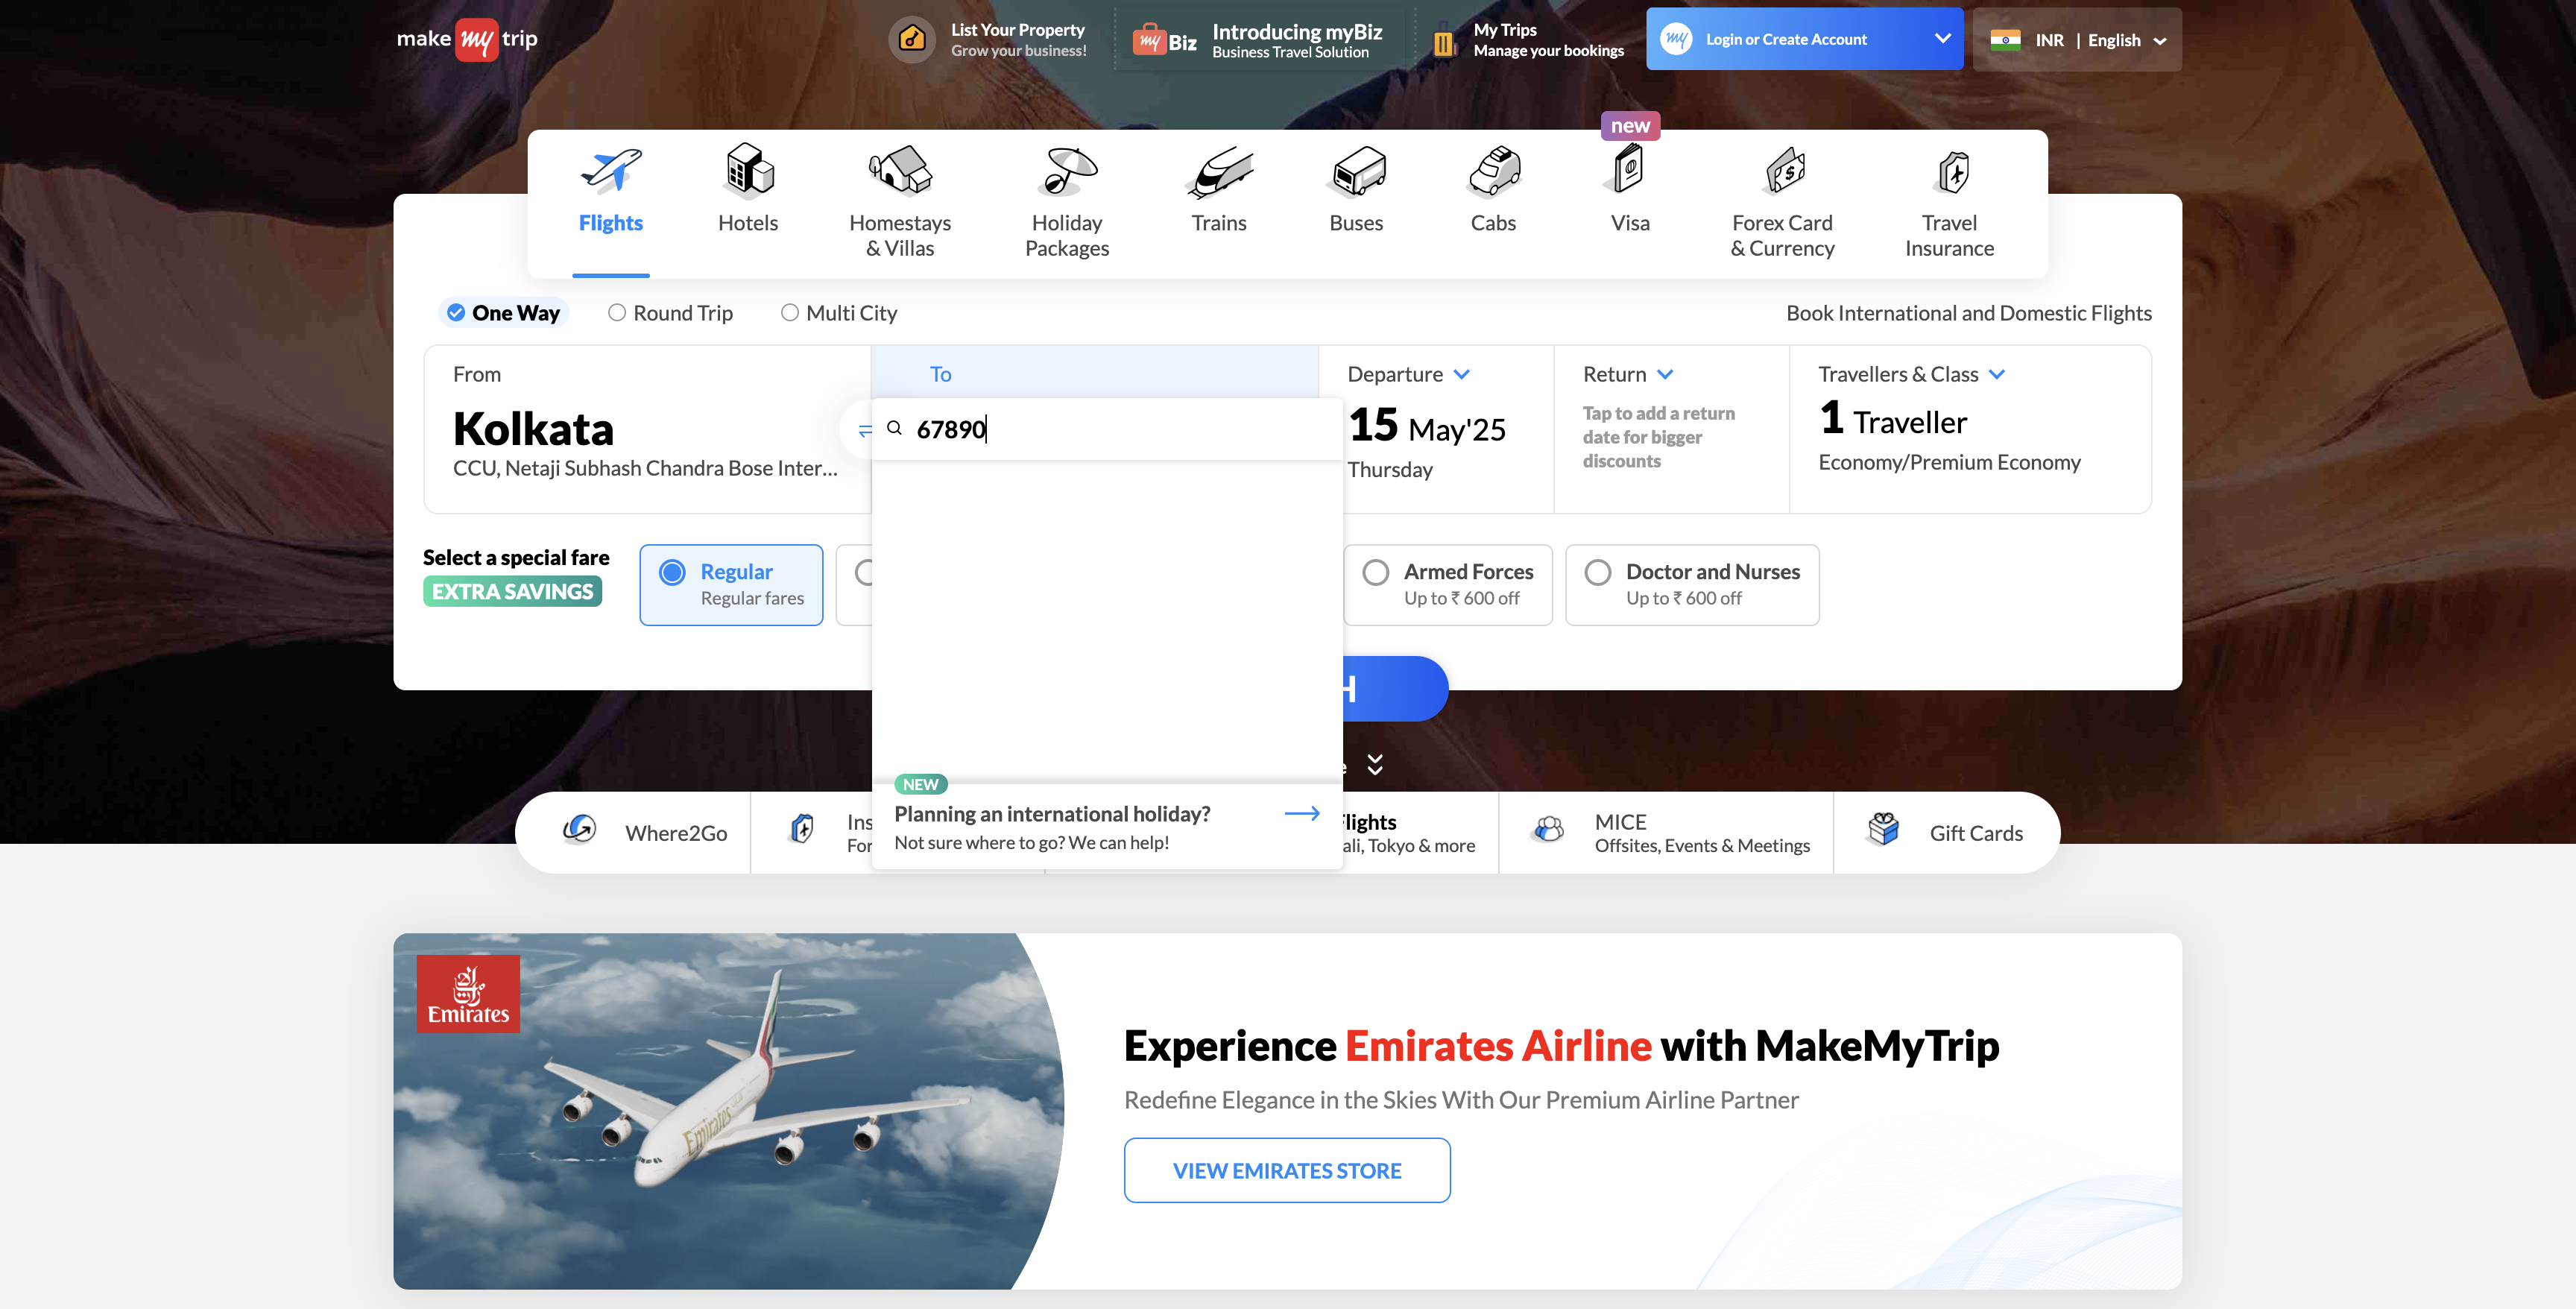 make my trip
List Your Property
Grow your business!
my Biz
Introducing myBiz
Business Travel Solution
My Trips
Manage your bookings
my
Login or Create Account
INR | English
new
Flights
Hotels
Homestays
& Villas
Holiday
Packages
Trains
Buses
Cabs
Visa
Forex Card
& Currency
Travel
Insurance
One Way
Round Trip
Multi City
Book International and Domestic Flights
From
Kolkata
CCU, Netaji Subhash Chandra Bose Inter...
To
67890
Departure
15 May'25
Thursday
Return
Tap to add a return
date for bigger
discounts
Travellers & Class
1 Traveller
Economy/Premium Economy
Select a special fare
EXTRA SAVINGS
Regular
Regular fares
Armed Forces
Up to ₹ 600 off
Doctor and Nurses
Up to ₹ 600 off
NEW
Planning an international holiday?
Not sure where to go? We can help!
Where2Go
Ins
For
Flights
ali, Tokyo & more
MICE
Offsites, Events & Meetings
Gift Cards
Emirates
Emirates
Experience Emirates Airline with MakeMyTrip
Redefine Elegance in the Skies With Our Premium Airline Partner
VIEW EMIRATES STORE